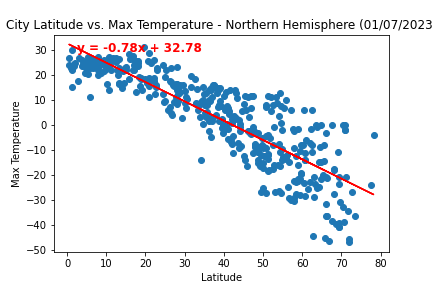 City Latitude vs. Max Temperature - Northern Hemisphere (01/07/2023
y = -0.78x + 32.78
Max Temperature
30
20
10
0
−10
−20
−30
−40
−50
0 10 20 30 40 50 60 70 80
Latitude